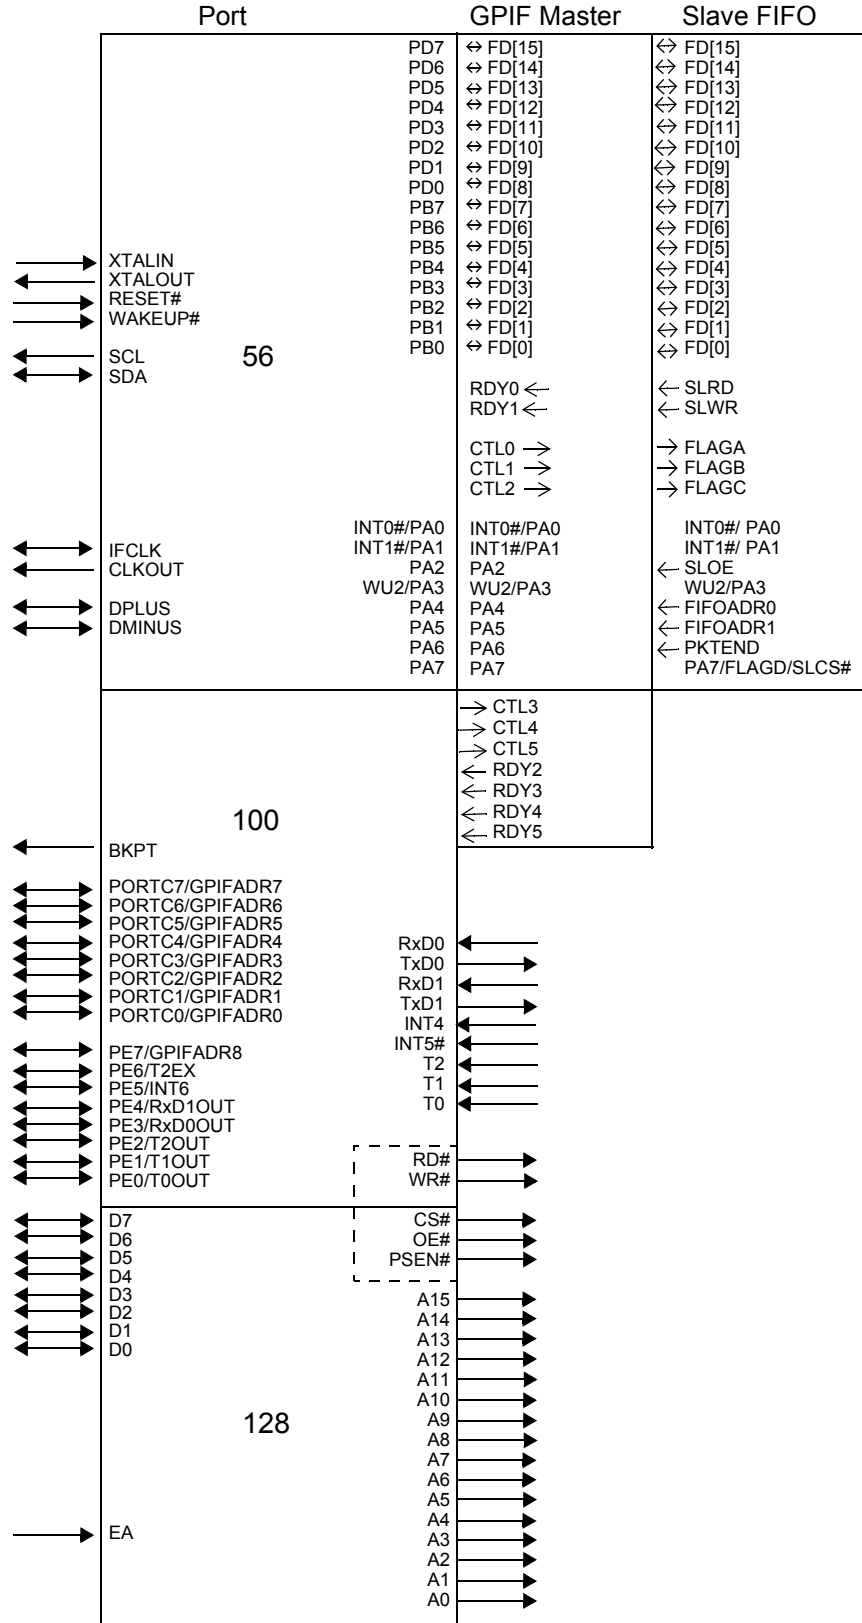 Port GPIF Master Slave FIFO
PD7 FD[15] FD[15]
PD6 FD[14] FD[14]
PD5 FD[13] FD[13]
PD4 FD[12] FD[12]
PD3 FD[11] FD[11]
PD2 FD[10] FD[10]
PD1 FD[9] FD[9]
PD0 FD[8] FD[8]
PB7 FD[7] FD[7]
PB6 FD[6] FD[6]
PB5 FD[5] FD[5]
PB4 FD[4] FD[4]
PB3 FD[3] FD[3]
PB2 FD[2] FD[2]
PB1 FD[1] FD[1]
PB0 FD[0] FD[0]
XTALIN
XTALOUT
RESET#
WAKEUP#
SCL
SDA
56
RDY0 SLRD
RDY1 SLWR
CTL0 FLAGA
CTL1 FLAGB
CTL2 FLAGC
INT0#/PA0 INT0#/PA0 INT0#/ PA0
IFCLK INT1#/PA1 INT1#/PA1 INT1#/ PA1
CLKOUT PA2 PA2 SLOE
WU2/PA3 WU2/PA3 WU2/PA3
DPLUS PA4 PA4 FIFOADR0
DMINUS PA5 PA5 FIFOADR1
PA6 PA6 PKTEND
PA7 PA7 PA7/FLAGD/SLCS#
CTL3
CTL4
CTL5
RDY2
RDY3
RDY4
RDY5
100
BKPT
PORTC7/GPIFADR7
PORTC6/GPIFADR6
PORTC5/GPIFADR5
PORTC4/GPIFADR4
PORTC3/GPIFADR3
PORTC2/GPIFADR2
PORTC1/GPIFADR1
PORTC0/GPIFADR0
PE7/GPIFADR8
PE6/T2EX
PE5/INT6
PE4/RxD1OUT
PE3/RxD0OUT
PE2/T2OUT
PE1/T1OUT
PE0/T0OUT
RxD0
TxD0
RxD1
TxD1
INT4
INT5#
T2
T1
T0
RD#
WR#
CS#
OE#
PSEN#
D7
D6
D5
D4
D3
D2
D1
D0
A15
A14
A13
A12
A11
A10
A9
A8
A7
A6
A5
A4
A3
A2
A1
A0
128
EA